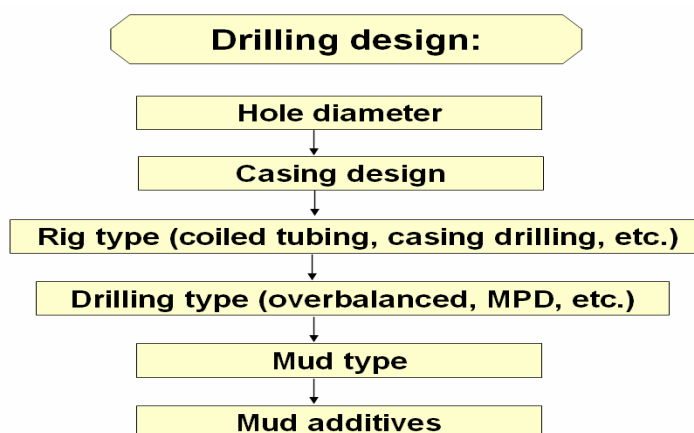 Drilling design:
Hole diameter
Casing design
Rig type (coiled tubing, casing drilling, etc.)
Drilling type (overbalanced, MPD, etc.)
Mud type
Mud additives